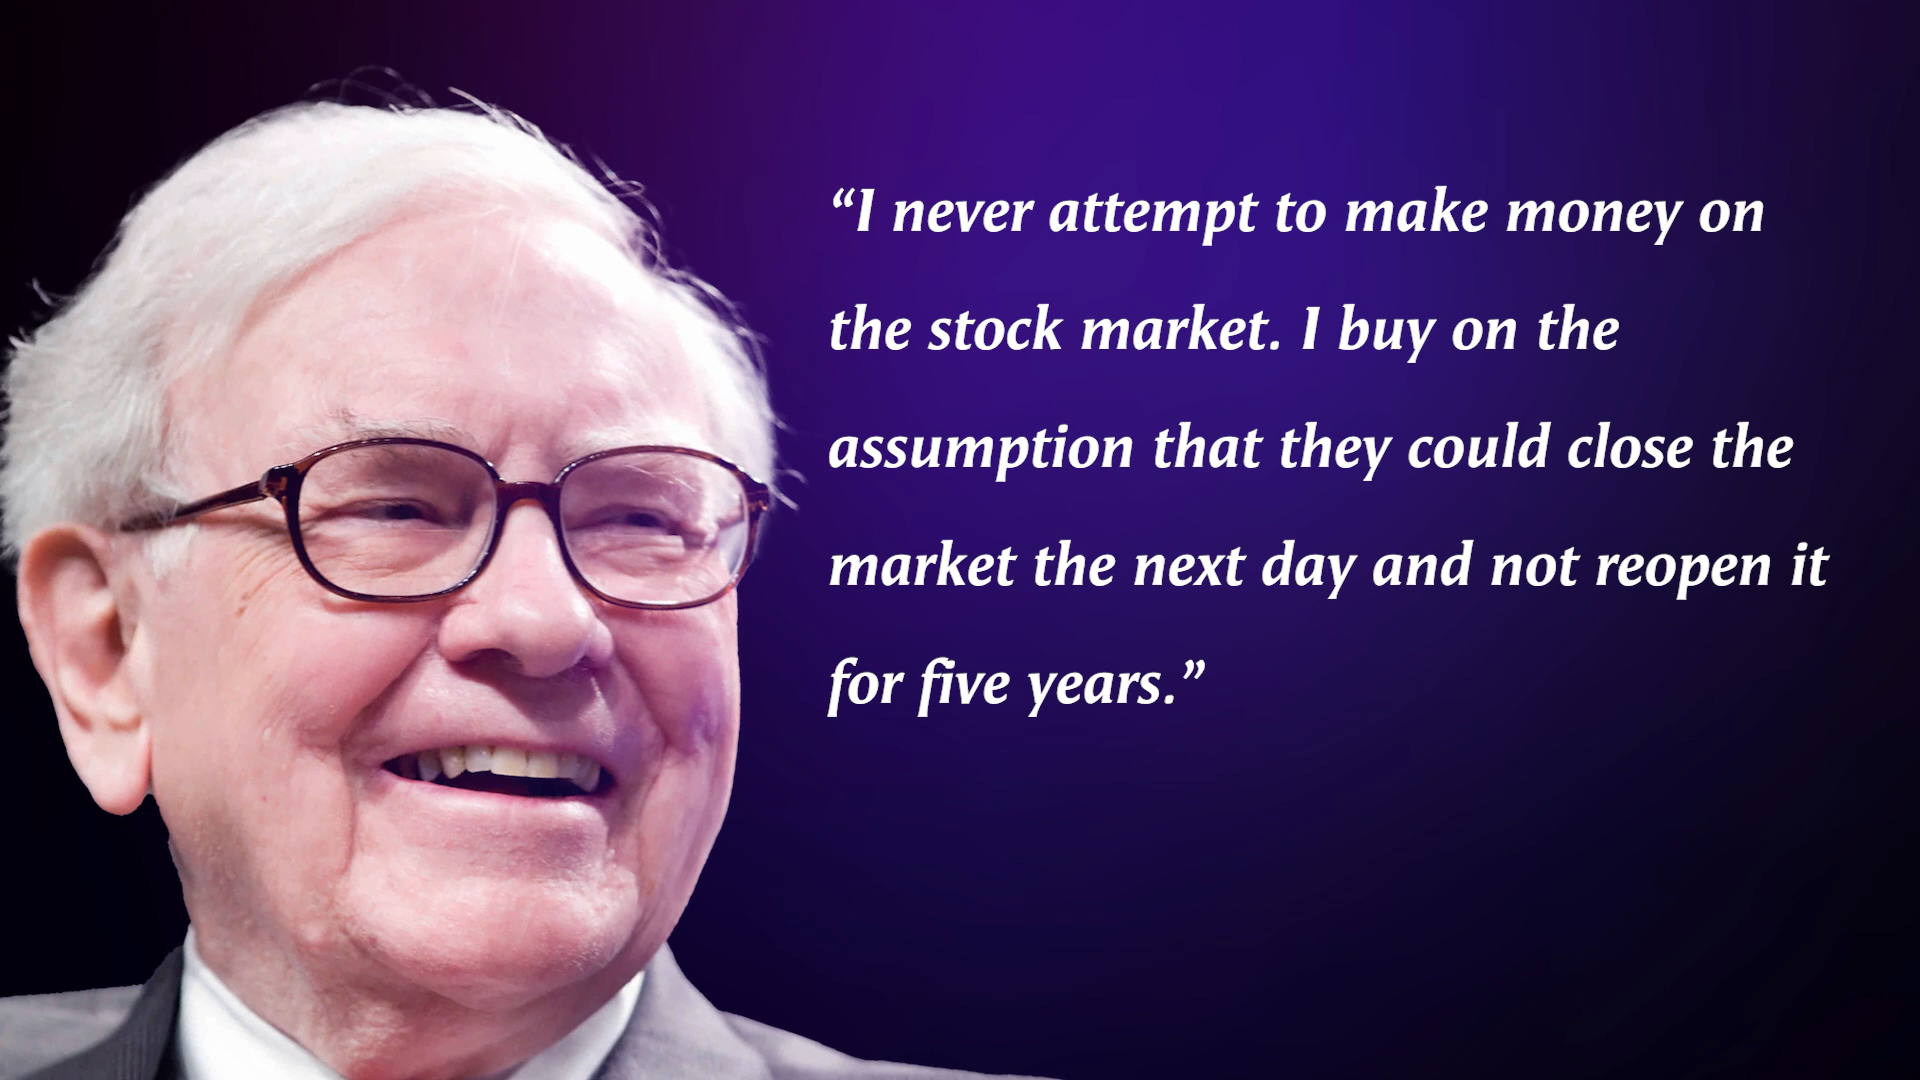 “I never attempt to make money on
the stock market. I buy on the
assumption that they could close the
market the next day and not reopen it
for five years.”